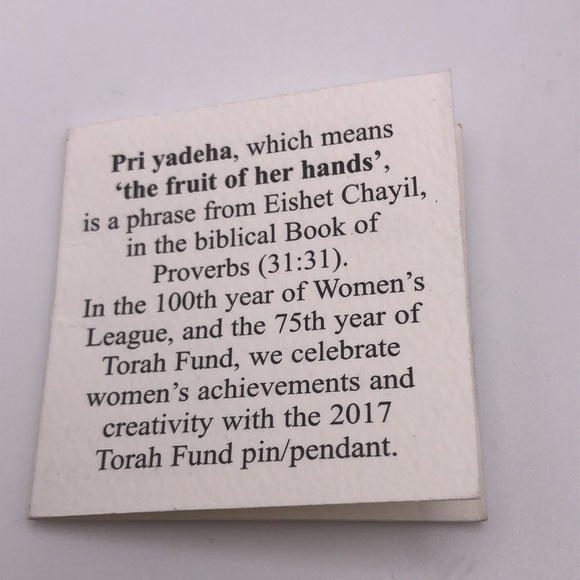 Pri yadeha, which means
‘the fruit of her hands’,
is a phrase from Eishet Chayil,
in the biblical Book of
Proverbs (31:31).
In the 100th year of Women’s
League, and the 75th year of
Torah Fund, we celebrate
women’s achievements and
creativity with the 2017
Torah Fund pin/pendant.